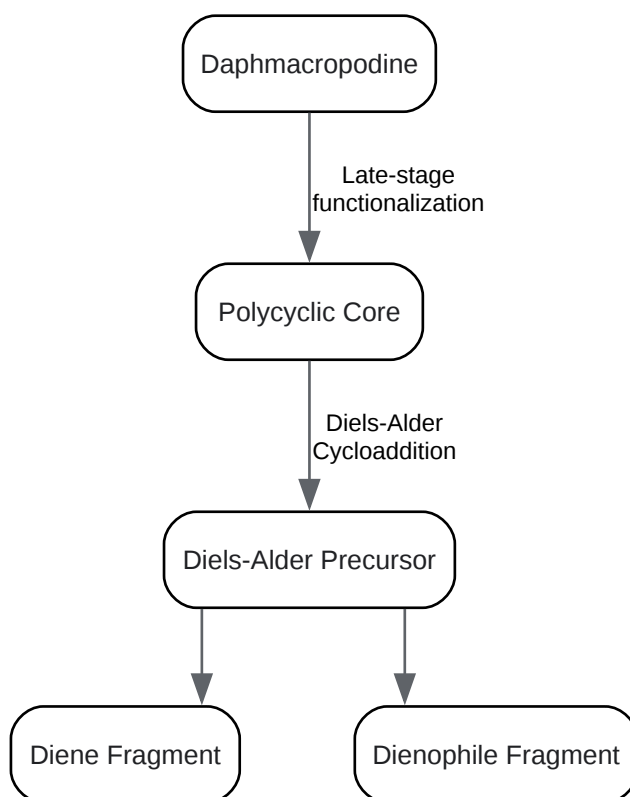 Daphmacropodine
Late-stage
functionalization
Polycyclic Core
Diels-Alder
Cycloaddition
Diels-Alder Precursor
Diene Fragment
Dienophile Fragment